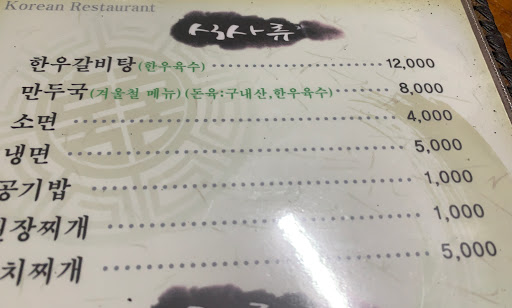 Korean Restaurant
식사류
한우갈비탕(한우육수) 12,000
만두국(겨울철 메뉴)(돈육:구내산,한우육수) 8,000
소면 4,000
냉면 5,000
공기밥 1,000
된장찌개 1,000
치찌개 5,000